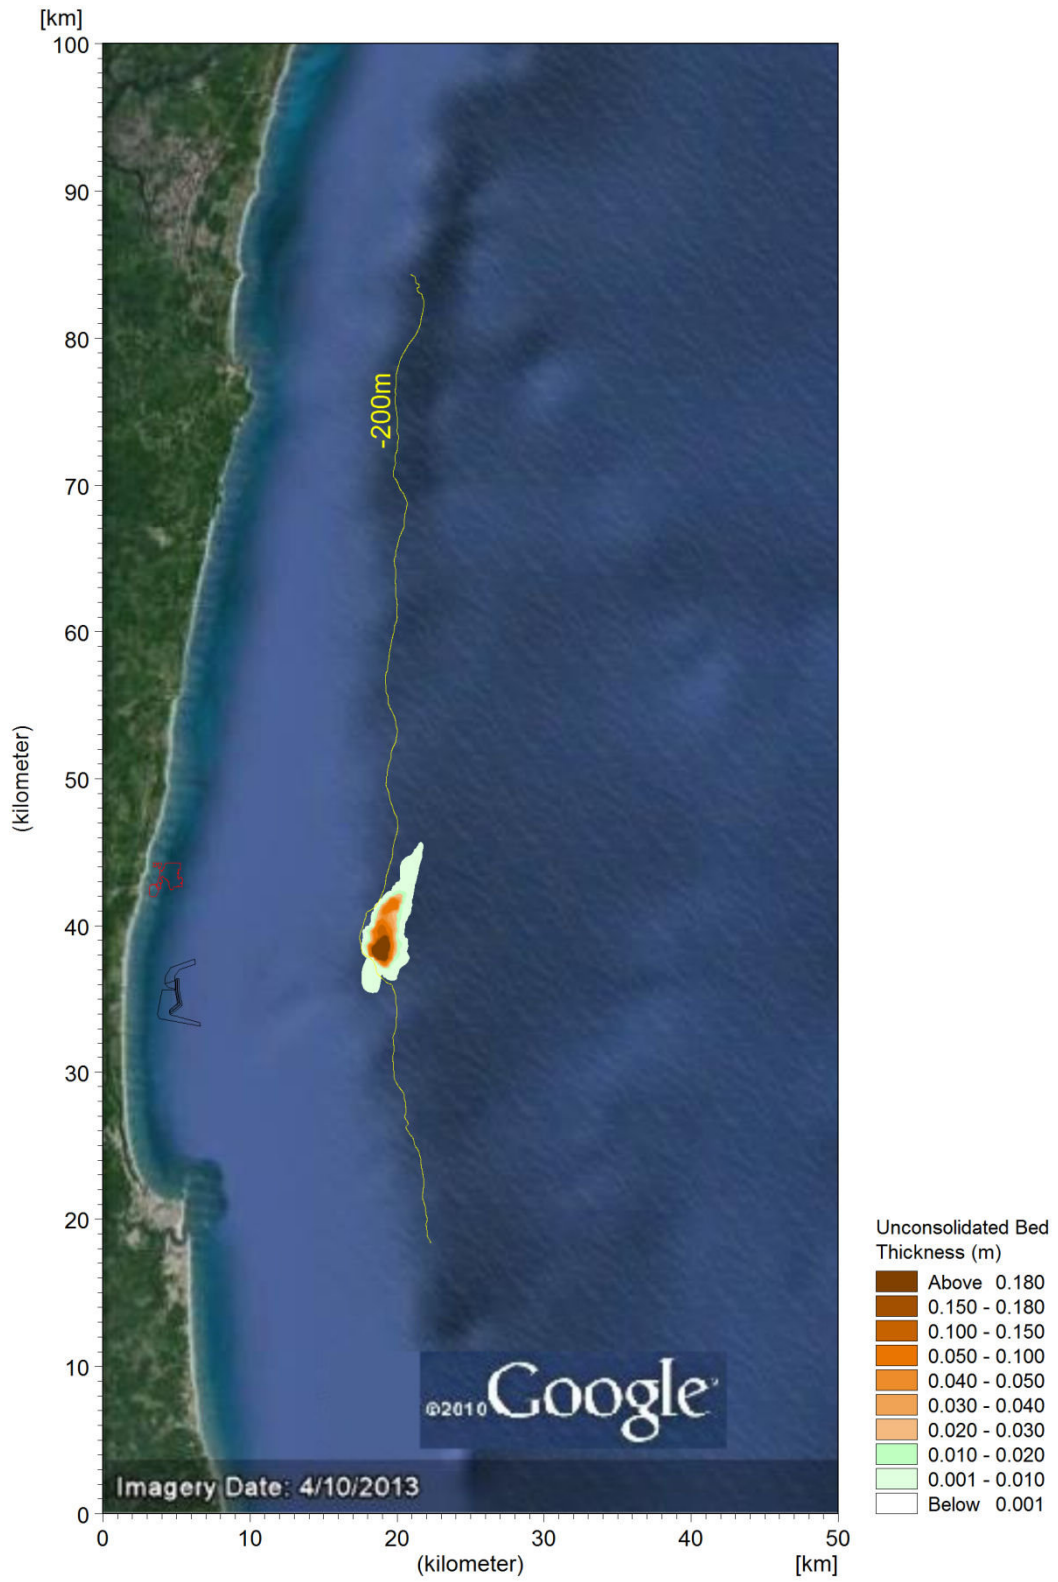 [km]
100
90
80
70
60
50
40
30
20
10
0
(kilometer)
-200m
©2010 Google
Imagery Date: 4/10/2013
0 10 20 30 40 50
(kilometer) [km]
Unconsolidated Bed
Thickness (m)
Above 0.180
0.150 - 0.180
0.100 - 0.150
0.050 - 0.100
0.040 - 0.050
0.030 - 0.040
0.020 - 0.030
0.010 - 0.020
0.001 - 0.010
Below 0.001